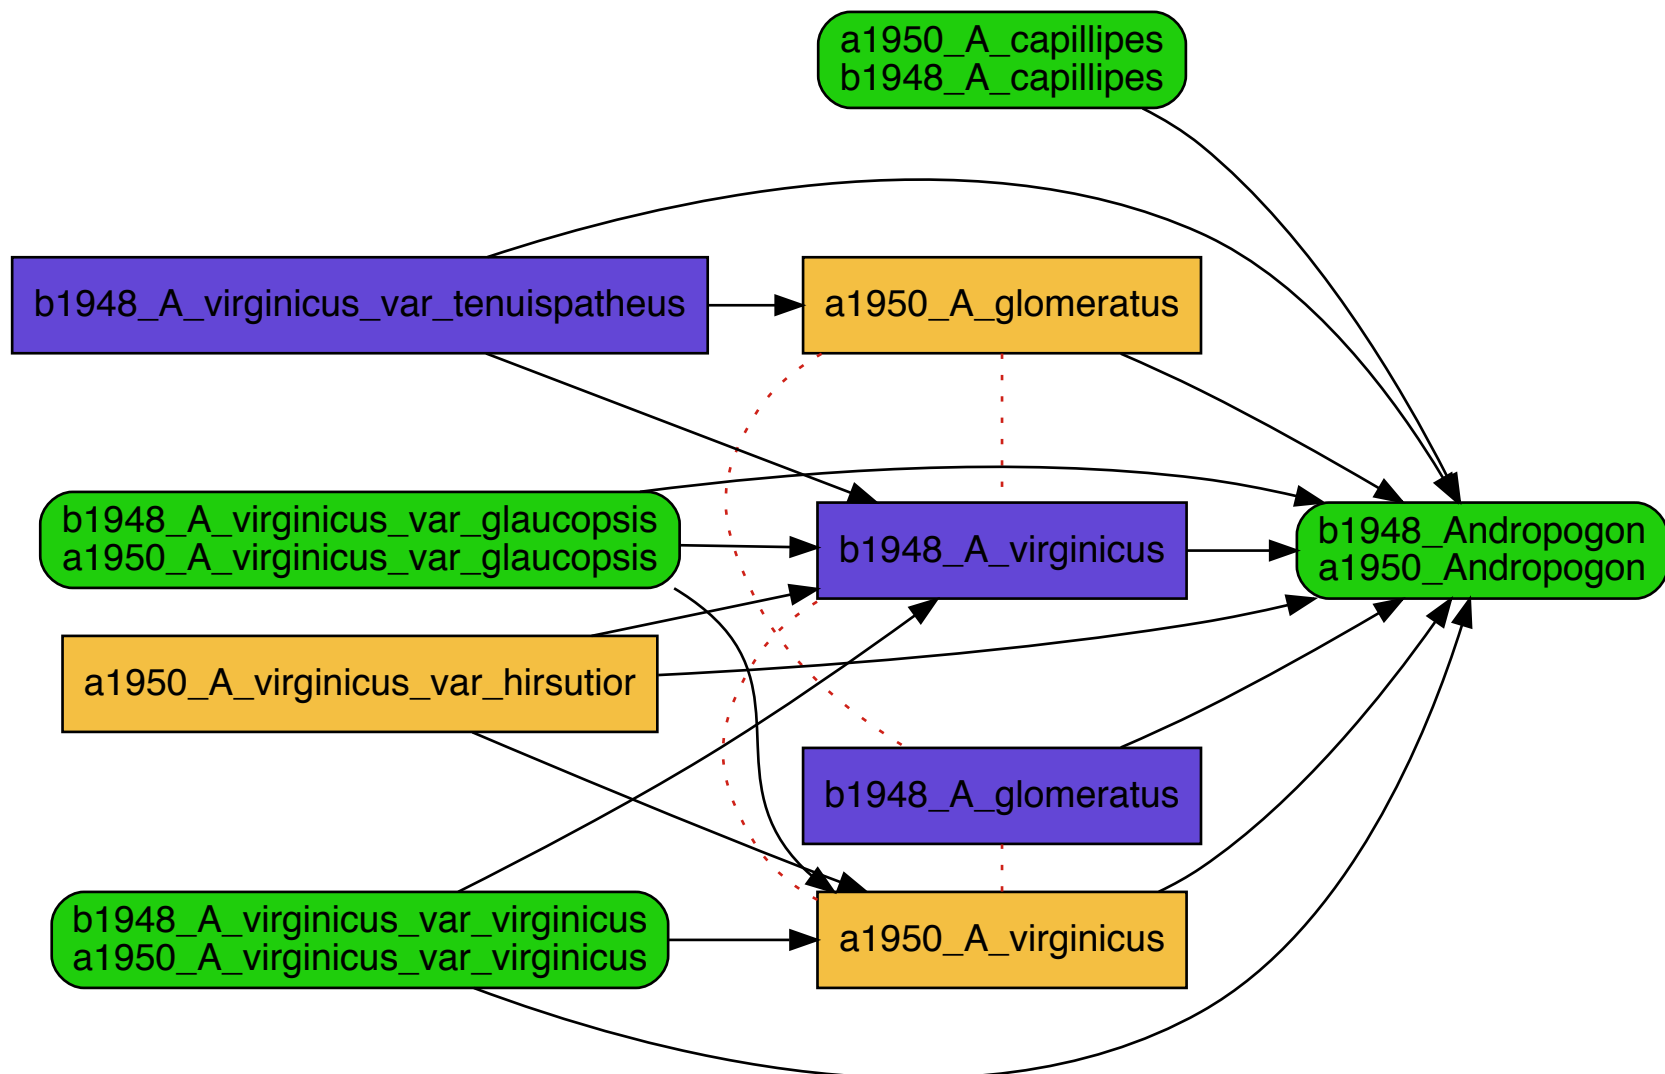 a1950_A_capillipes
b1948_A_capillipes
b1948_A_virginicus_var_tenuispatheus
a1950_A_glomeratus
b1948_A_virginicus_var_glaucopsis
a1950_A_virginicus_var_glaucopsis
b1948_A_virginicus
b1948_Andropogon
a1950_Andropogon
a1950_A_virginicus_var_hirsutior
b1948_A_glomeratus
b1948_A_virginicus_var_virginicus
a1950_A_virginicus_var_virginicus
a1950_A_virginicus